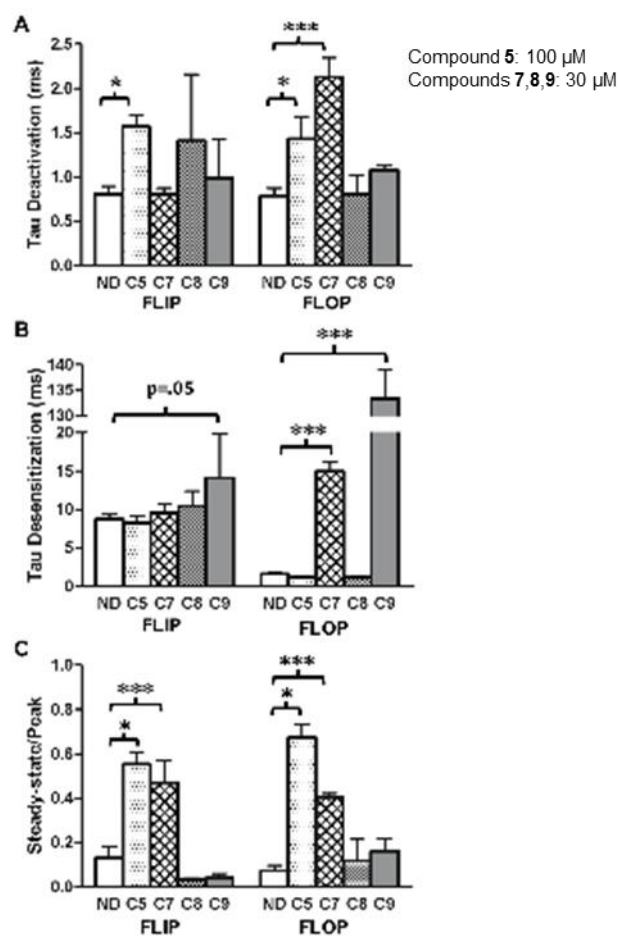 A
Tau Deactivation (ms)
2.5
2.0
1.5
1.0
0.5
0.0
*
*
***
ND C5 C7 C8 C9 ND C5 C7 C8 C9
FLIP FLOP
Compound 5: 100 µM
Compounds 7,8,9: 30 µM
B
Tau Desensitization (ms)
140
135
130
20
15
10
5
0
p=.05
***
***
ND C5 C7 C8 C9 ND C5 C7 C8 C9
FLIP FLOP
C
Steady-state/Peak
1.0
0.8
0.6
0.4
0.2
0.0
***
*
***
*
ND C5 C7 C8 C9 ND C5 C7 C8 C9
FLIP FLOP